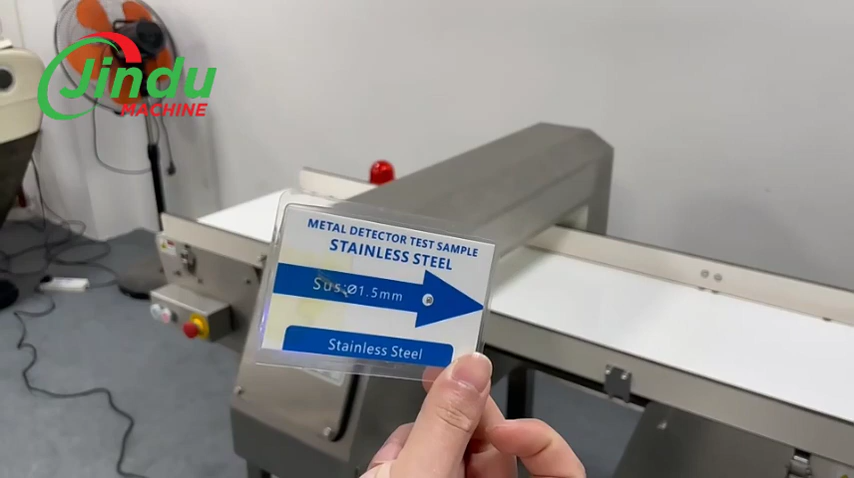 Jindu
MACHINE
METAL DETECTOR TEST SAMPLE
STAINLESS STEEL
Sus:Ø1.5mm
Stainless Steel